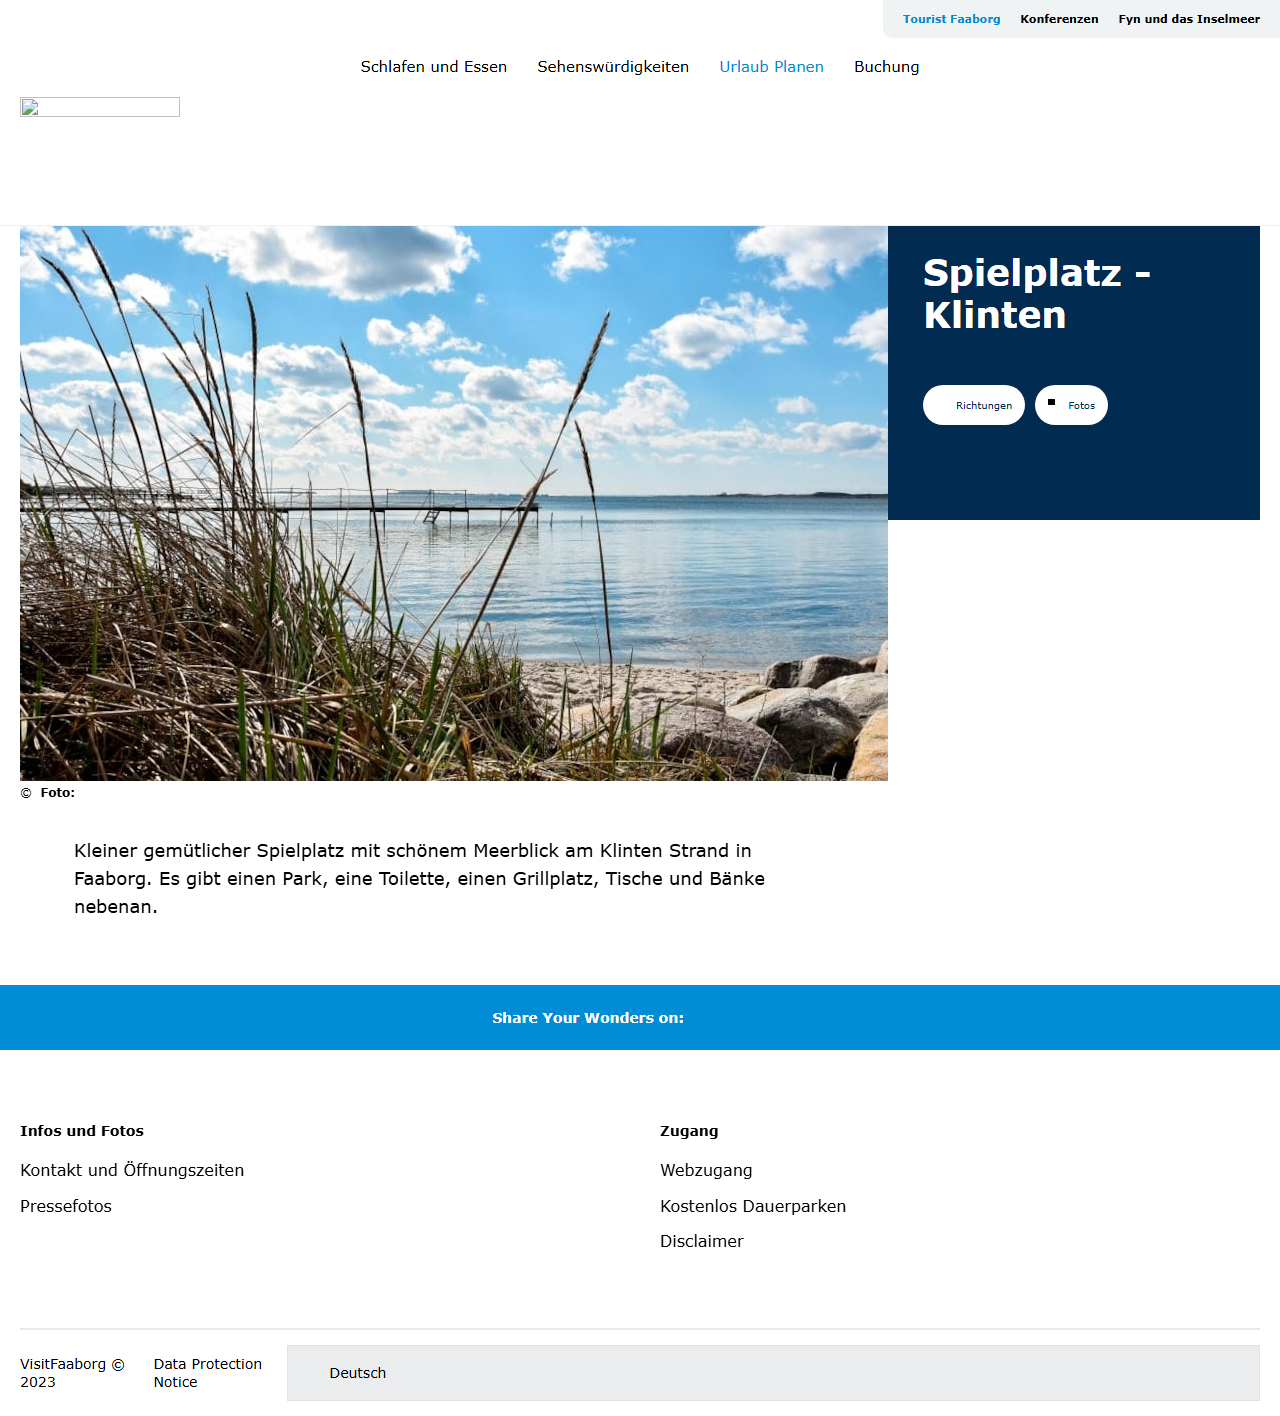 Tourist Faaborg Konferenzen Fyn und das Inselmeer
Schlafen und Essen Sehenswürdigkeiten Urlaub Planen Buchung
Spielplatz -
Klinten
Richtungen Fotos
© Foto:
Kleiner gemütlicher Spielplatz mit schönem Meerblick am Klinten Strand in
Faaborg. Es gibt einen Park, eine Toilette, einen Grillplatz, Tische und Bänke
nebenan.
Share Your Wonders on:
Infos und Fotos
Kontakt und Öffnungszeiten
Pressefotos
Zugang
Webzugang
Kostenlos Dauerparken
Disclaimer
VisitFaaborg ©
2023
Data Protection
Notice
Deutsch